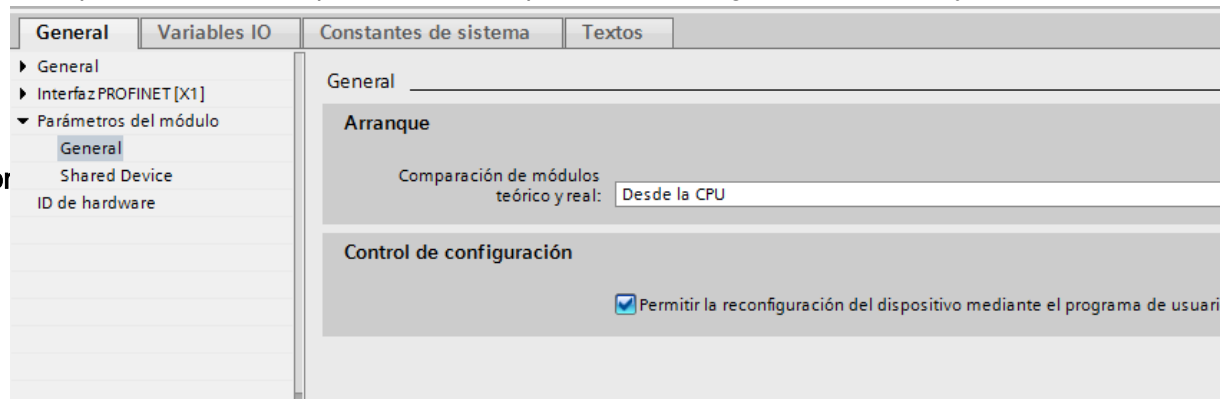 General
Variables IO
Constantes de sistema
Textos
General
Interfaz PROFINET [X1]
Parámetros del módulo
General
Shared Device
ID de hardware
General
Arranque
Comparación de módulos
teórico y real:
Desde la CPU
Control de configuración
Permitir la reconfiguración del dispositivo mediante el programa de usuari